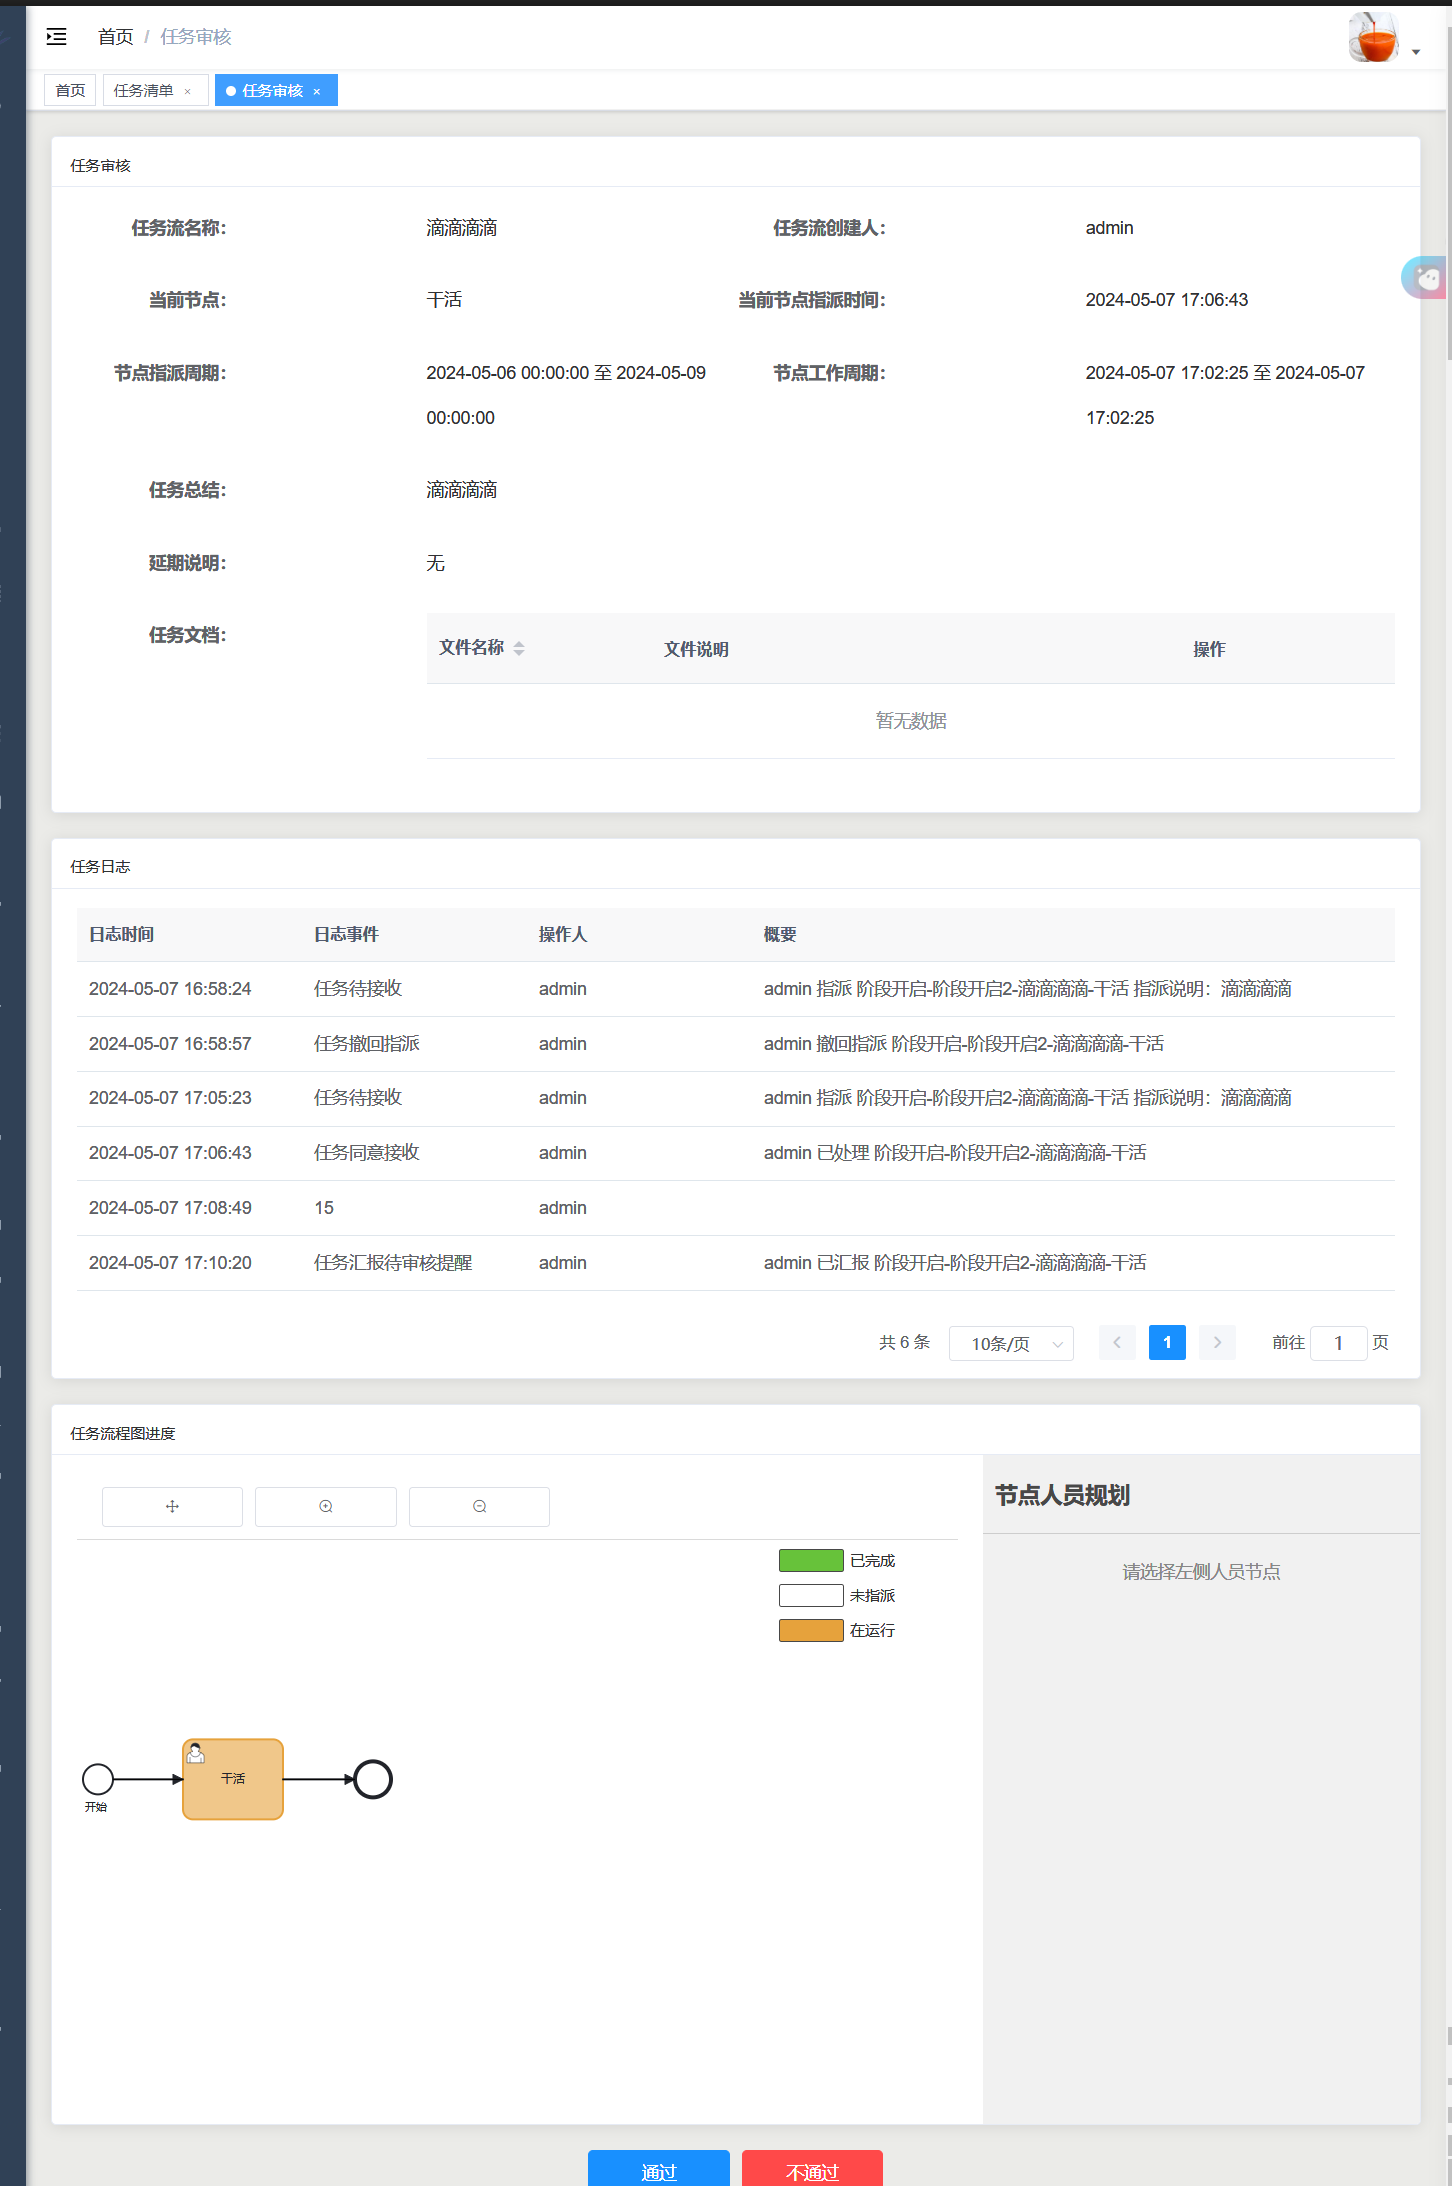 首页 / 任务审核
首页 任务清单 × 任务审核 ×
任务审核
任务流名称： 滴滴滴滴 任务流创建人： admin
当前节点： 干活 当前节点指派时间： 2024-05-07 17:06:43
节点指派周期： 2024-05-06 00:00:00 至 2024-05-09 00:00:00 节点工作周期： 2024-05-07 17:02:25 至 2024-05-07 17:02:25
任务总结： 滴滴滴滴
延期说明： 无
任务文档： 文件名称 文件说明 操作
暂无数据
任务日志
日志时间 日志事件 操作人 概要
2024-05-07 16:58:24 任务待接收 admin admin 指派 阶段开启-阶段开启2-滴滴滴滴-干活 指派说明：滴滴滴滴
2024-05-07 16:58:57 任务撤回指派 admin admin 撤回指派 阶段开启-阶段开启2-滴滴滴滴-干活
2024-05-07 17:05:23 任务待接收 admin admin 指派 阶段开启-阶段开启2-滴滴滴滴-干活 指派说明：滴滴滴滴
2024-05-07 17:06:43 任务同意接收 admin admin 已处理 阶段开启-阶段开启2-滴滴滴滴-干活
2024-05-07 17:08:49 15 admin
2024-05-07 17:10:20 任务汇报待审核提醒 admin admin 已汇报 阶段开启-阶段开启2-滴滴滴滴-干活
共 6 条 10条/页 1 前往 1 页
任务流程图进度
节点人员规划
请选择左侧人员节点
已完成
未指派
在运行
干活
开始
通过 不通过